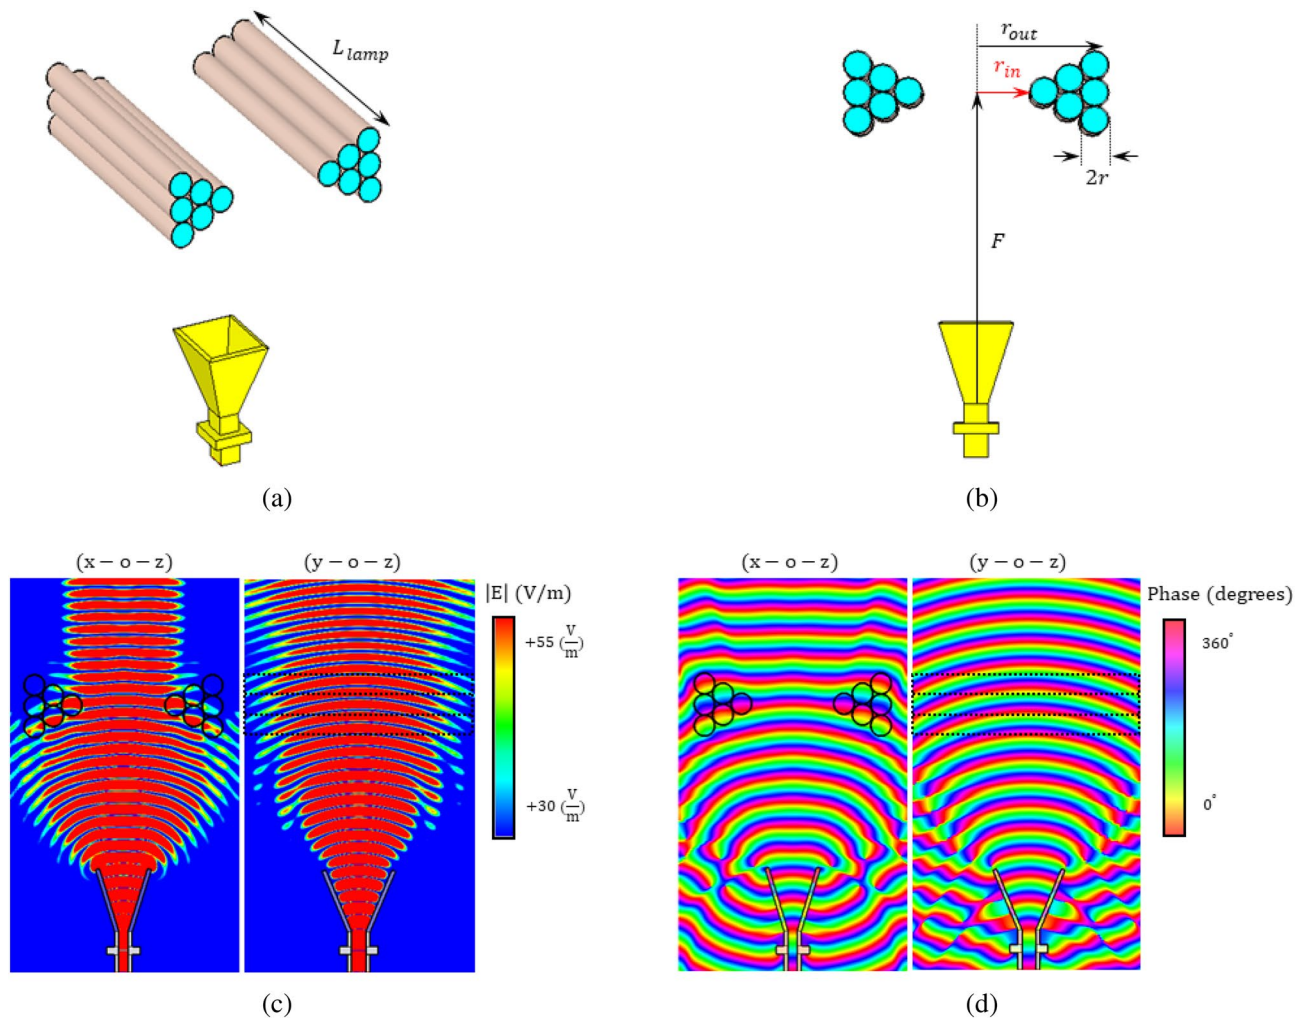 L_lamp
r_out
r_in
2r
F
(a)
(b)
(x − o − z)
(y − o − z)
|E| (V/m)
+55 (V/m)
+30 (V/m)
(x − o − z)
(y − o − z)
Phase (degrees)
360°
0°
(c)
(d)